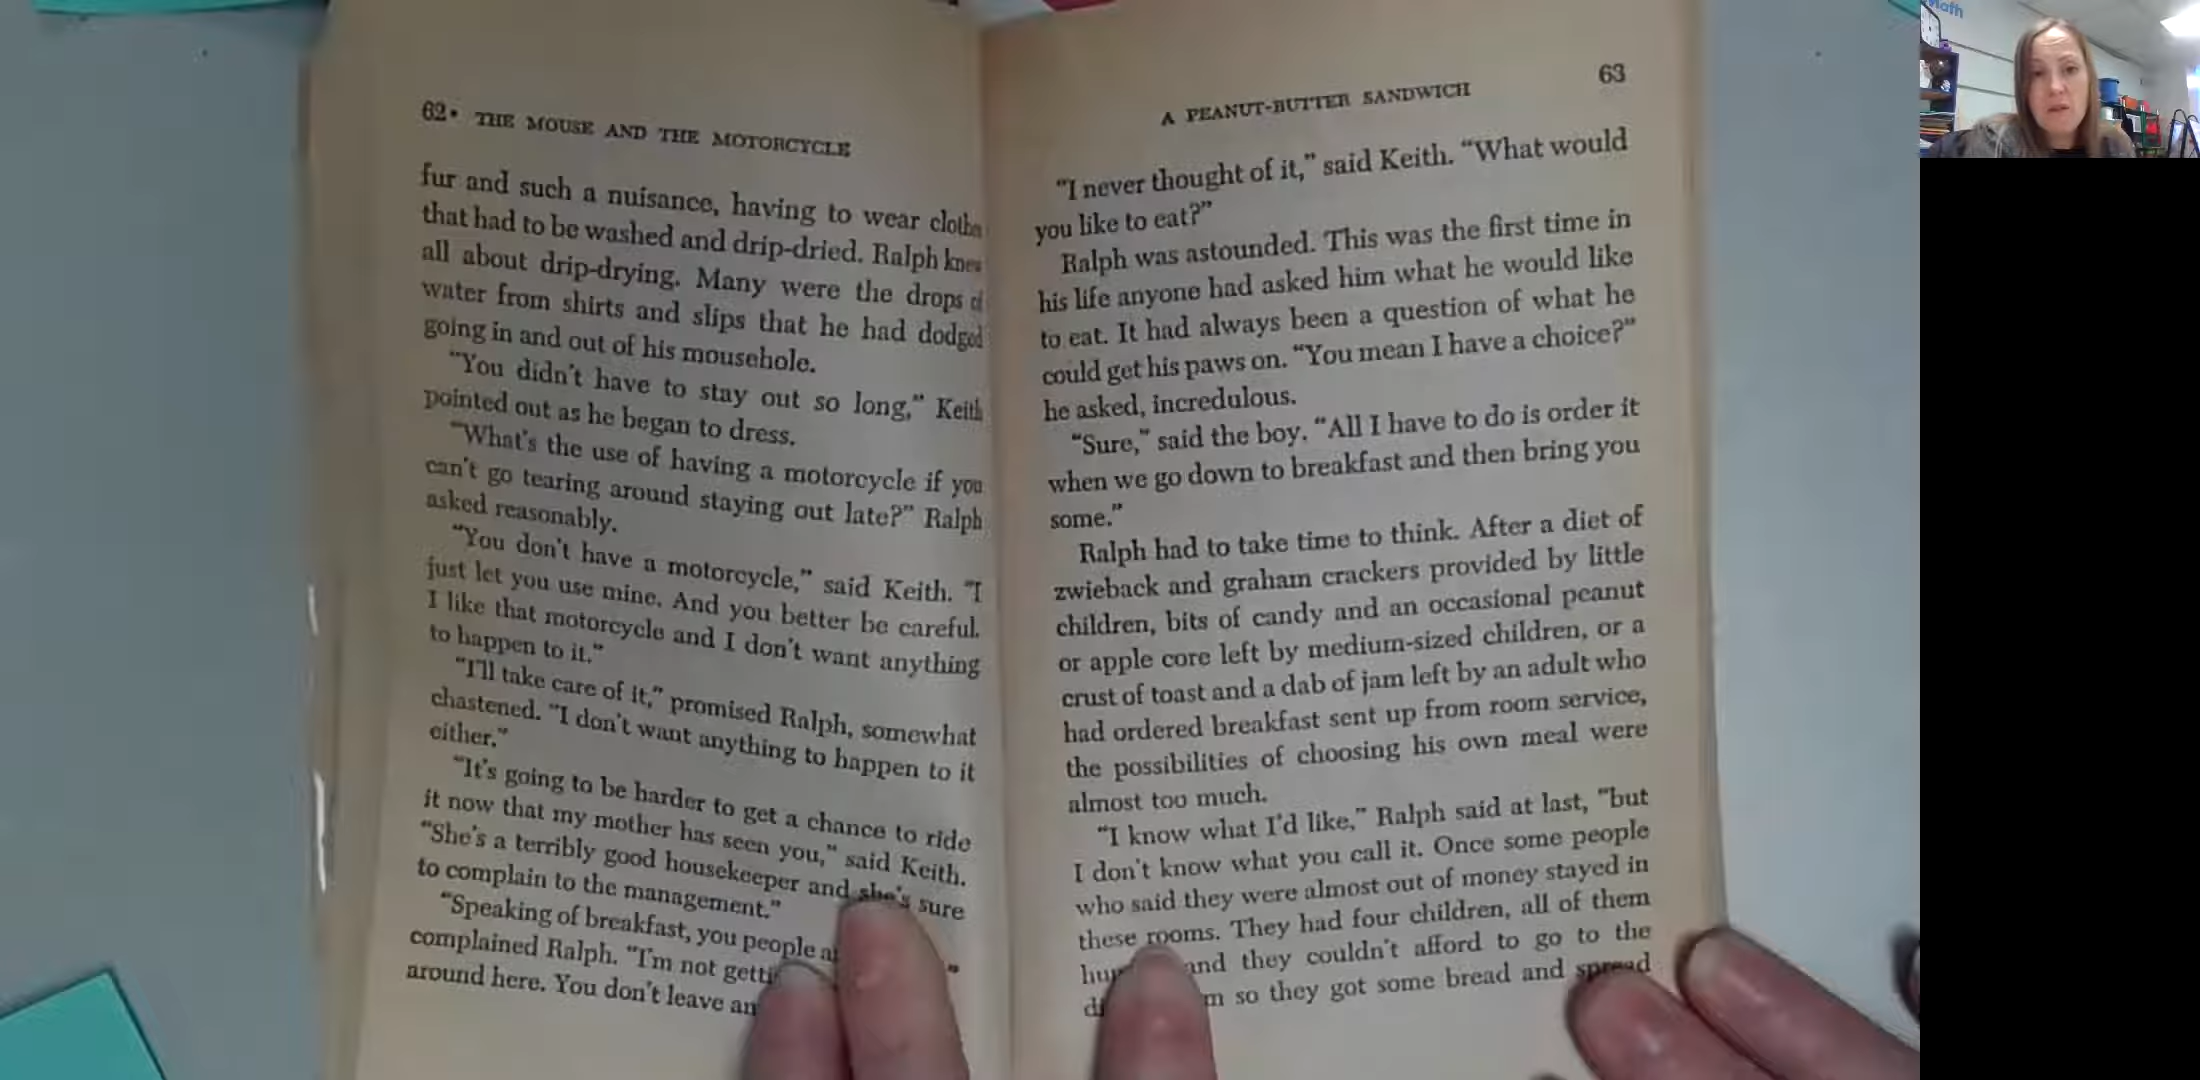 62• THE MOUSE AND THE MOTORCYCLE
fur and such a nuisance, having to wear clothes
that had to be washed and drip-dried. Ralph knew
all about drip-drying. Many were the drops of
water from shirts and slips that he had dodged
going in and out of his mousehole.
"You didn't have to stay out so long," Keith
pointed out as he began to dress.
"What's the use of having a motorcycle if you
can't go tearing around staying out late?" Ralph
asked reasonably.
"You don't have a motorcycle," said Keith. "I
just let you use mine. And you better be careful.
I like that motorcycle and I don't want anything
to happen to it."
"I'll take care of it," promised Ralph, somewhat
chastened. "I don't want anything to happen to it
either."
"It's going to be harder to get a chance to ride
it now that my mother has seen you," said Keith.
"She's a terribly good housekeeper and she's sure
to complain to the management."
"Speaking of breakfast, you people
complained Ralph. "I'm not
around here. You don't leave
A PEANUT-BUTTER SANDWICH 63
"I never thought of it," said Keith. "What would
you like to eat?"
Ralph was astounded. This was the first time in
his life anyone had asked him what he would like
to eat. It had always been a question of what he
could get his paws on. "You mean I have a choice?"
he asked, incredulous.
"Sure," said the boy. "All I have to do is order it
when we go down to breakfast and then bring you
some."
Ralph had to take time to think. After a diet of
zwieback and graham crackers provided by little
children, bits of candy and an occasional peanut
or apple core left by medium-sized children, or a
crust of toast and a dab of jam left by an adult who
had ordered breakfast sent up from room service,
the possibilities of choosing his own meal were
almost too much.
"I know what I'd like," Ralph said at last, "but
I don't know what you call it. Once some people
who said they were almost out of money stayed in
these rooms. They had four children, all of them
and they couldn't afford to go to the
so they got some bread and spread
Math